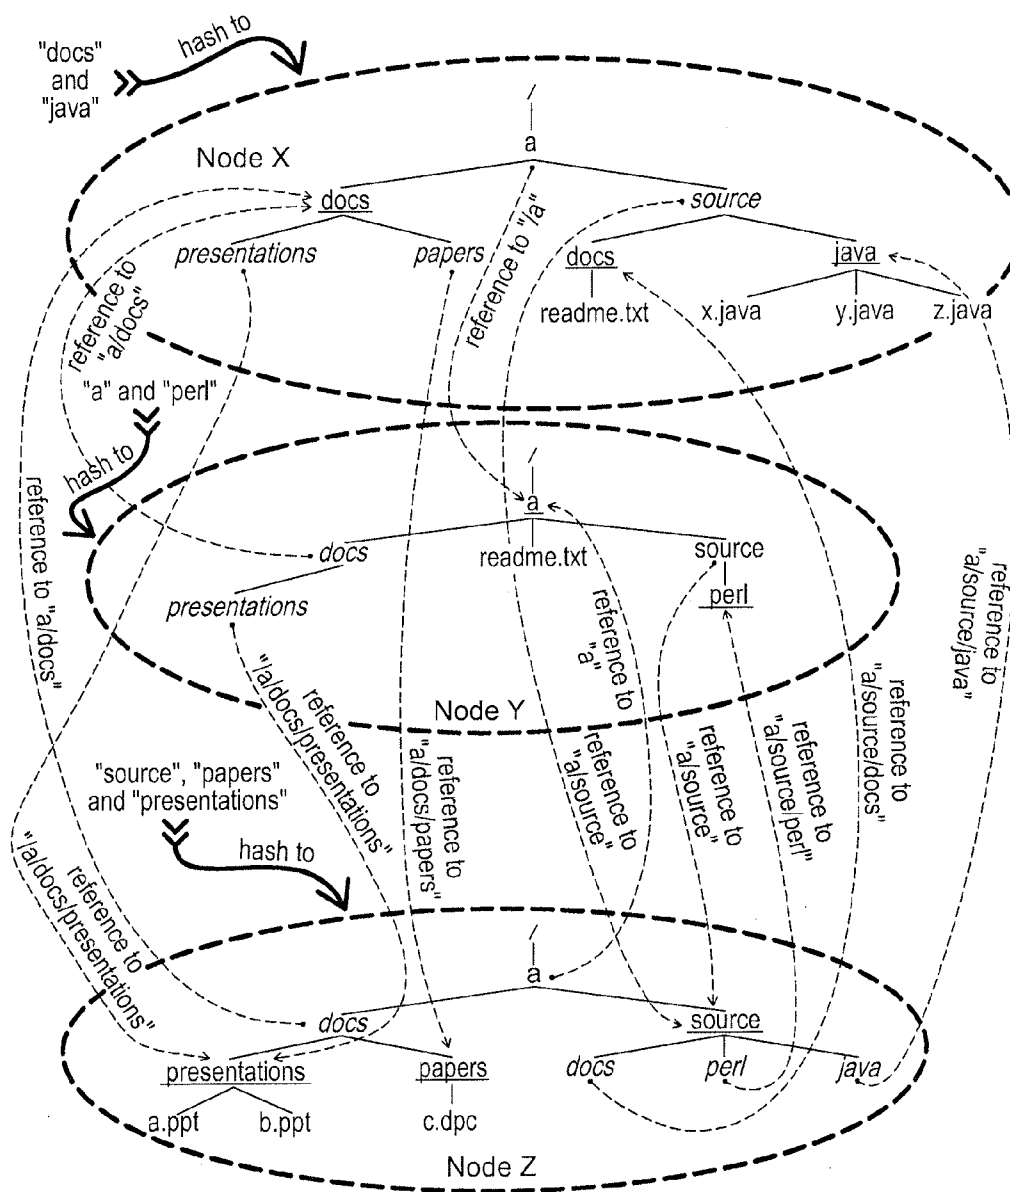 "docs"
and
"java"
hash to
/
a
Node X
docs
source
presentations
papers
docs
java
readme.txt
x.java
y.java
z.java
reference to "/a"
reference to
"a/docs"
"a" and "perl"
hash to
/
a
docs
readme.txt
source
presentations
perl
Node Y
reference to "a/docs"
reference to
"a"
reference to
"/a/docs/presentations"
reference to
"a/docs/papers"
reference to
"a/source"
reference to
"a/source"
reference to
"a/source/perl"
reference to
"a/source/docs"
reference to
"a/source/java"
"source", "papers"
and "presentations"
hash to
reference to
"/a/docs/presentations"
/
a
docs
source
presentations
papers
docs
perl
java
a.ppt
b.ppt
c.dpc
Node Z